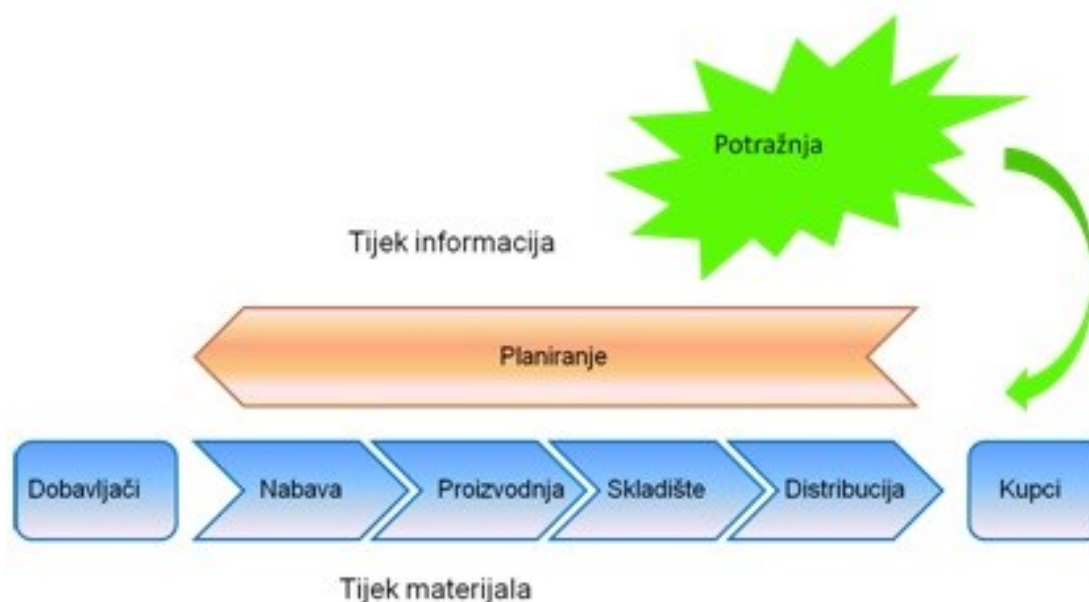 Potražnja
Tijek informacija
Planiranje
Dobavljači
Nabava
Proizvodnja
Skladište
Distribucija
Kupci
Tijek materijala